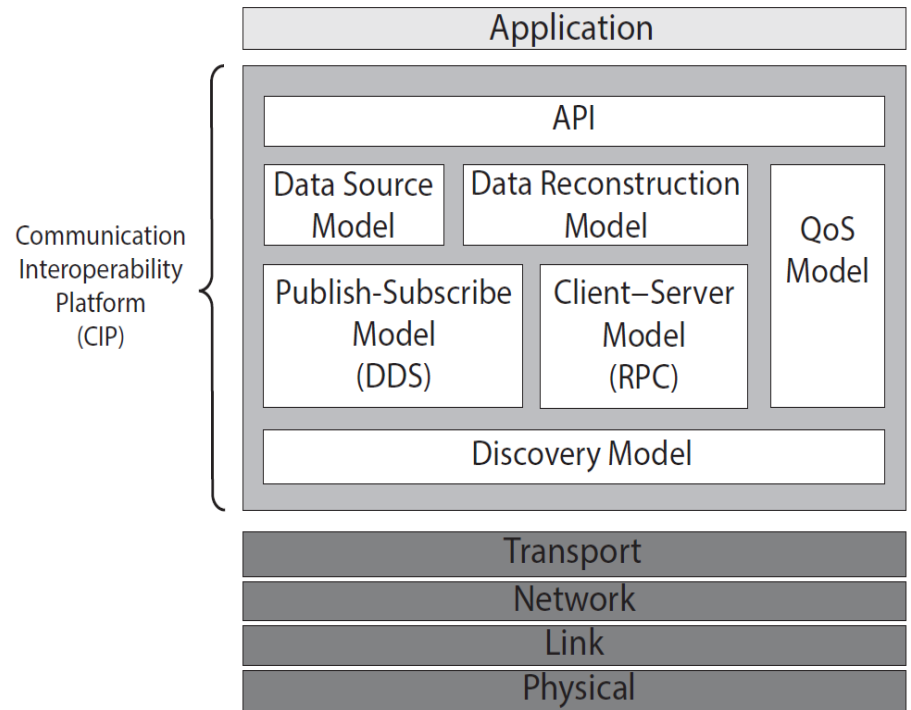 Application
API
Data Source
Model
Data Reconstruction
Model
QoS
Model
Communication
Interoperability
Platform
(CIP)
Publish-Subscribe
Model
(DDS)
Client–Server
Model
(RPC)
Discovery Model
Transport
Network
Link
Physical